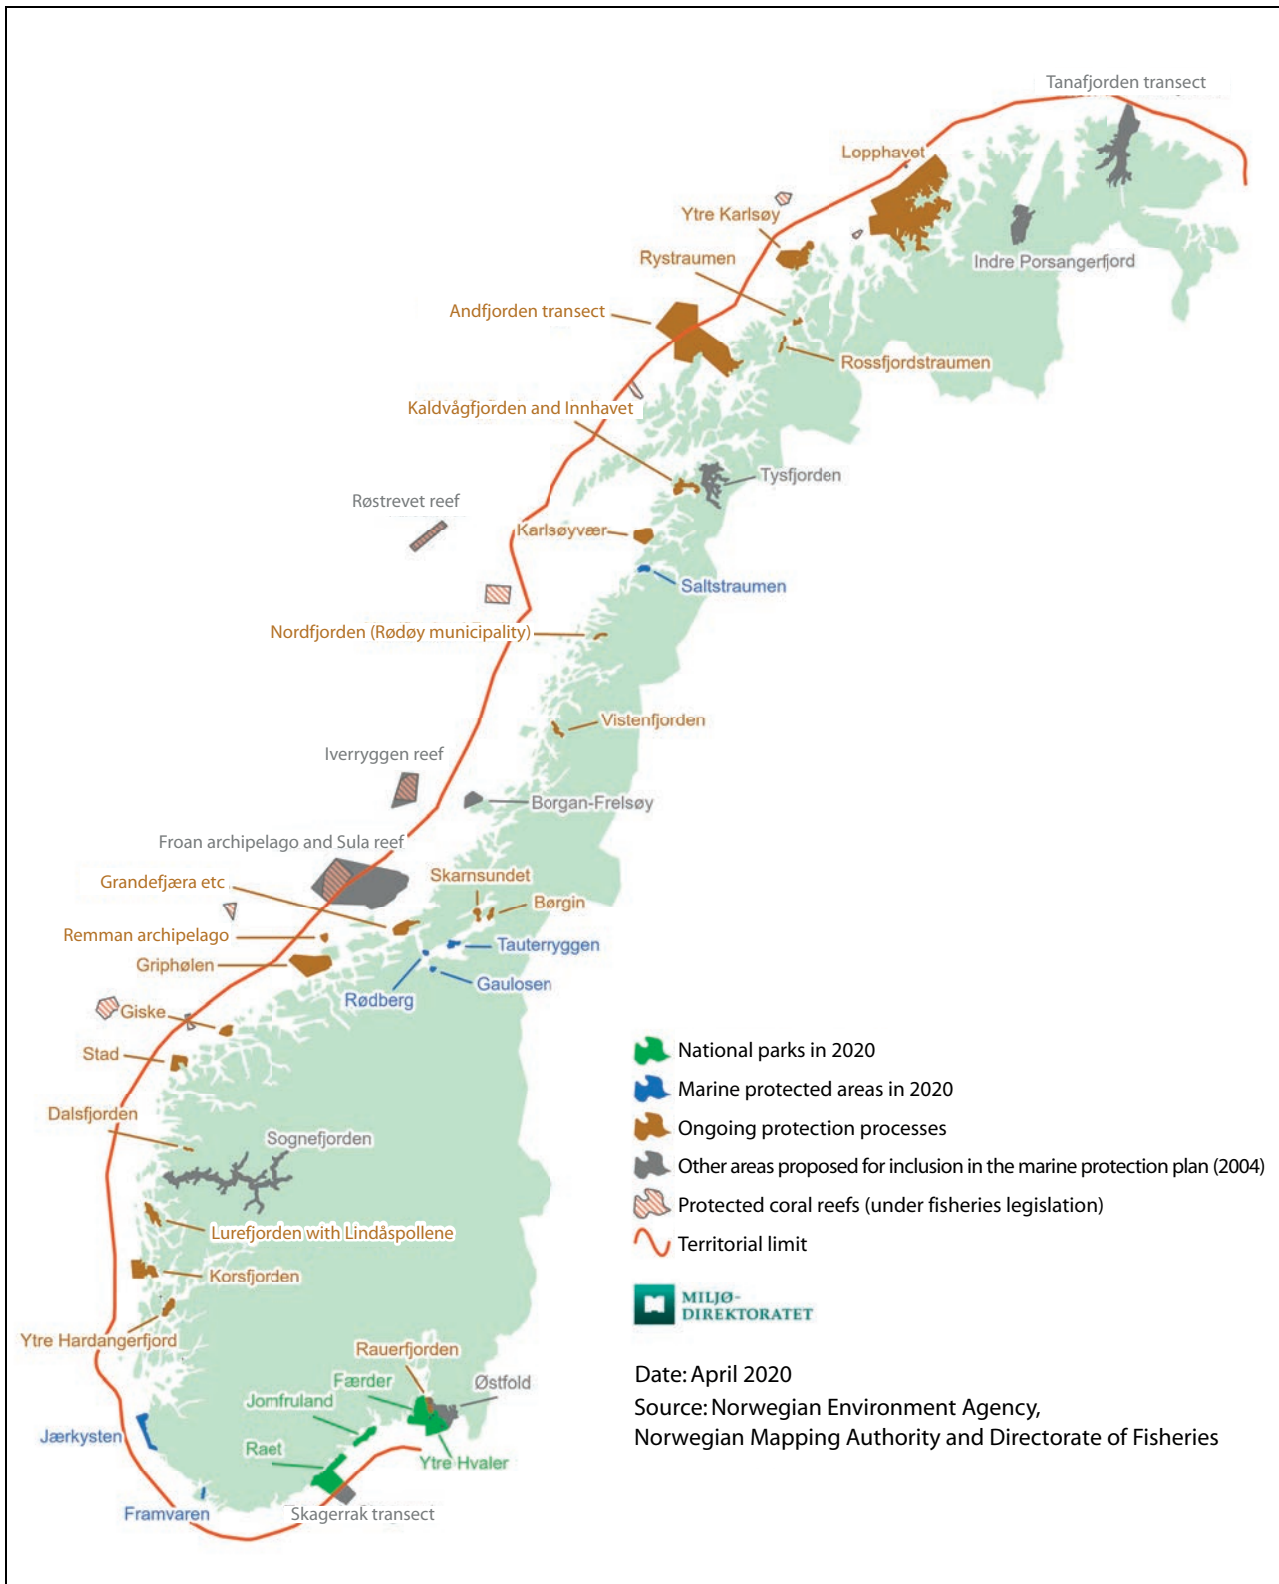 Tanafjorden transect
Lopphavet
Ytre Karlsøy
Rystraumen
Indre Porsangerfjord
Andfjorden transect
Rossfjordstraumen
Kaldvågfjorden and Innhavet
Tysfjorden
Røstrevet reef
Karlsøyvær
Saltstraumen
Nordfjorden (Rødøy municipality)
Vistenfjorden
Iverryggen reef
Borgan-Frelsøy
Froan archipelago and Sula reef
Skarnsundet
Grandefjæra etc
Børgin
Remman archipelago
Tauterryggen
Griphølen
Gaulosen
Rødberg
Giske
Stad
Dalsfjorden
Sognefjorden
Lurefjorden with Lindåspollene
Korsfjorden
Ytre Hardangerfjord
Rauerfjorden
Færder
Østfold
Jomfruland
Jærkysten
Raet
Ytre Hvaler
Framvaren
Skagerrak transect
National parks in 2020
Marine protected areas in 2020
Ongoing protection processes
Other areas proposed for inclusion in the marine protection plan (2004)
Protected coral reefs (under fisheries legislation)
Territorial limit
MILJØ-
DIREKTORATET
Date: April 2020
Source: Norwegian Environment Agency,
Norwegian Mapping Authority and Directorate of Fisheries